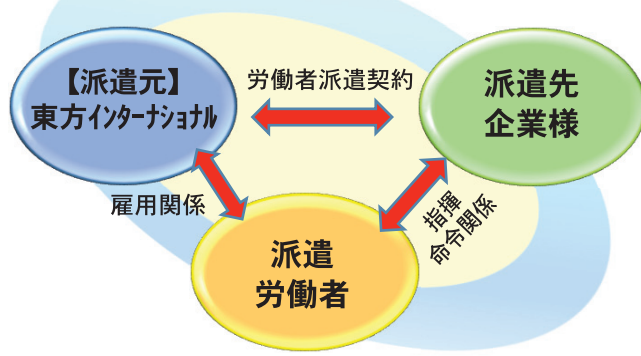 【派遣元】
東方ｲﾝﾀｰﾅｼｮﾅﾙ
労働者派遣契約
派遣先
企業様
雇用関係
指揮
命令関係
派遣
労働者